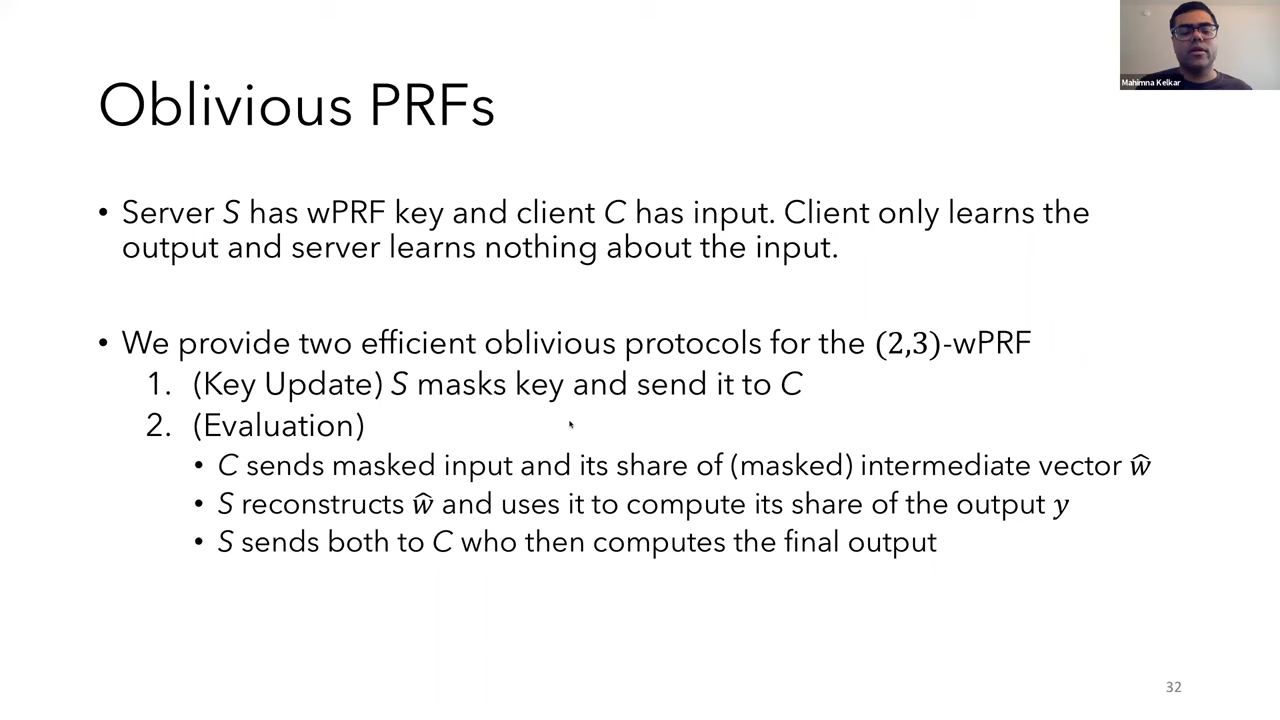 Mahimna Kelkar
Oblivious PRFs
• Server S has wPRF key and client C has input. Client only learns the
output and server learns nothing about the input.
• We provide two efficient oblivious protocols for the (2,3)-wPRF
1. (Key Update) S masks key and send it to C
2. (Evaluation)
• C sends masked input and its share of (masked) intermediate vector ŵ
• S reconstructs ŵ and uses it to compute its share of the output y
• S sends both to C who then computes the final output
32